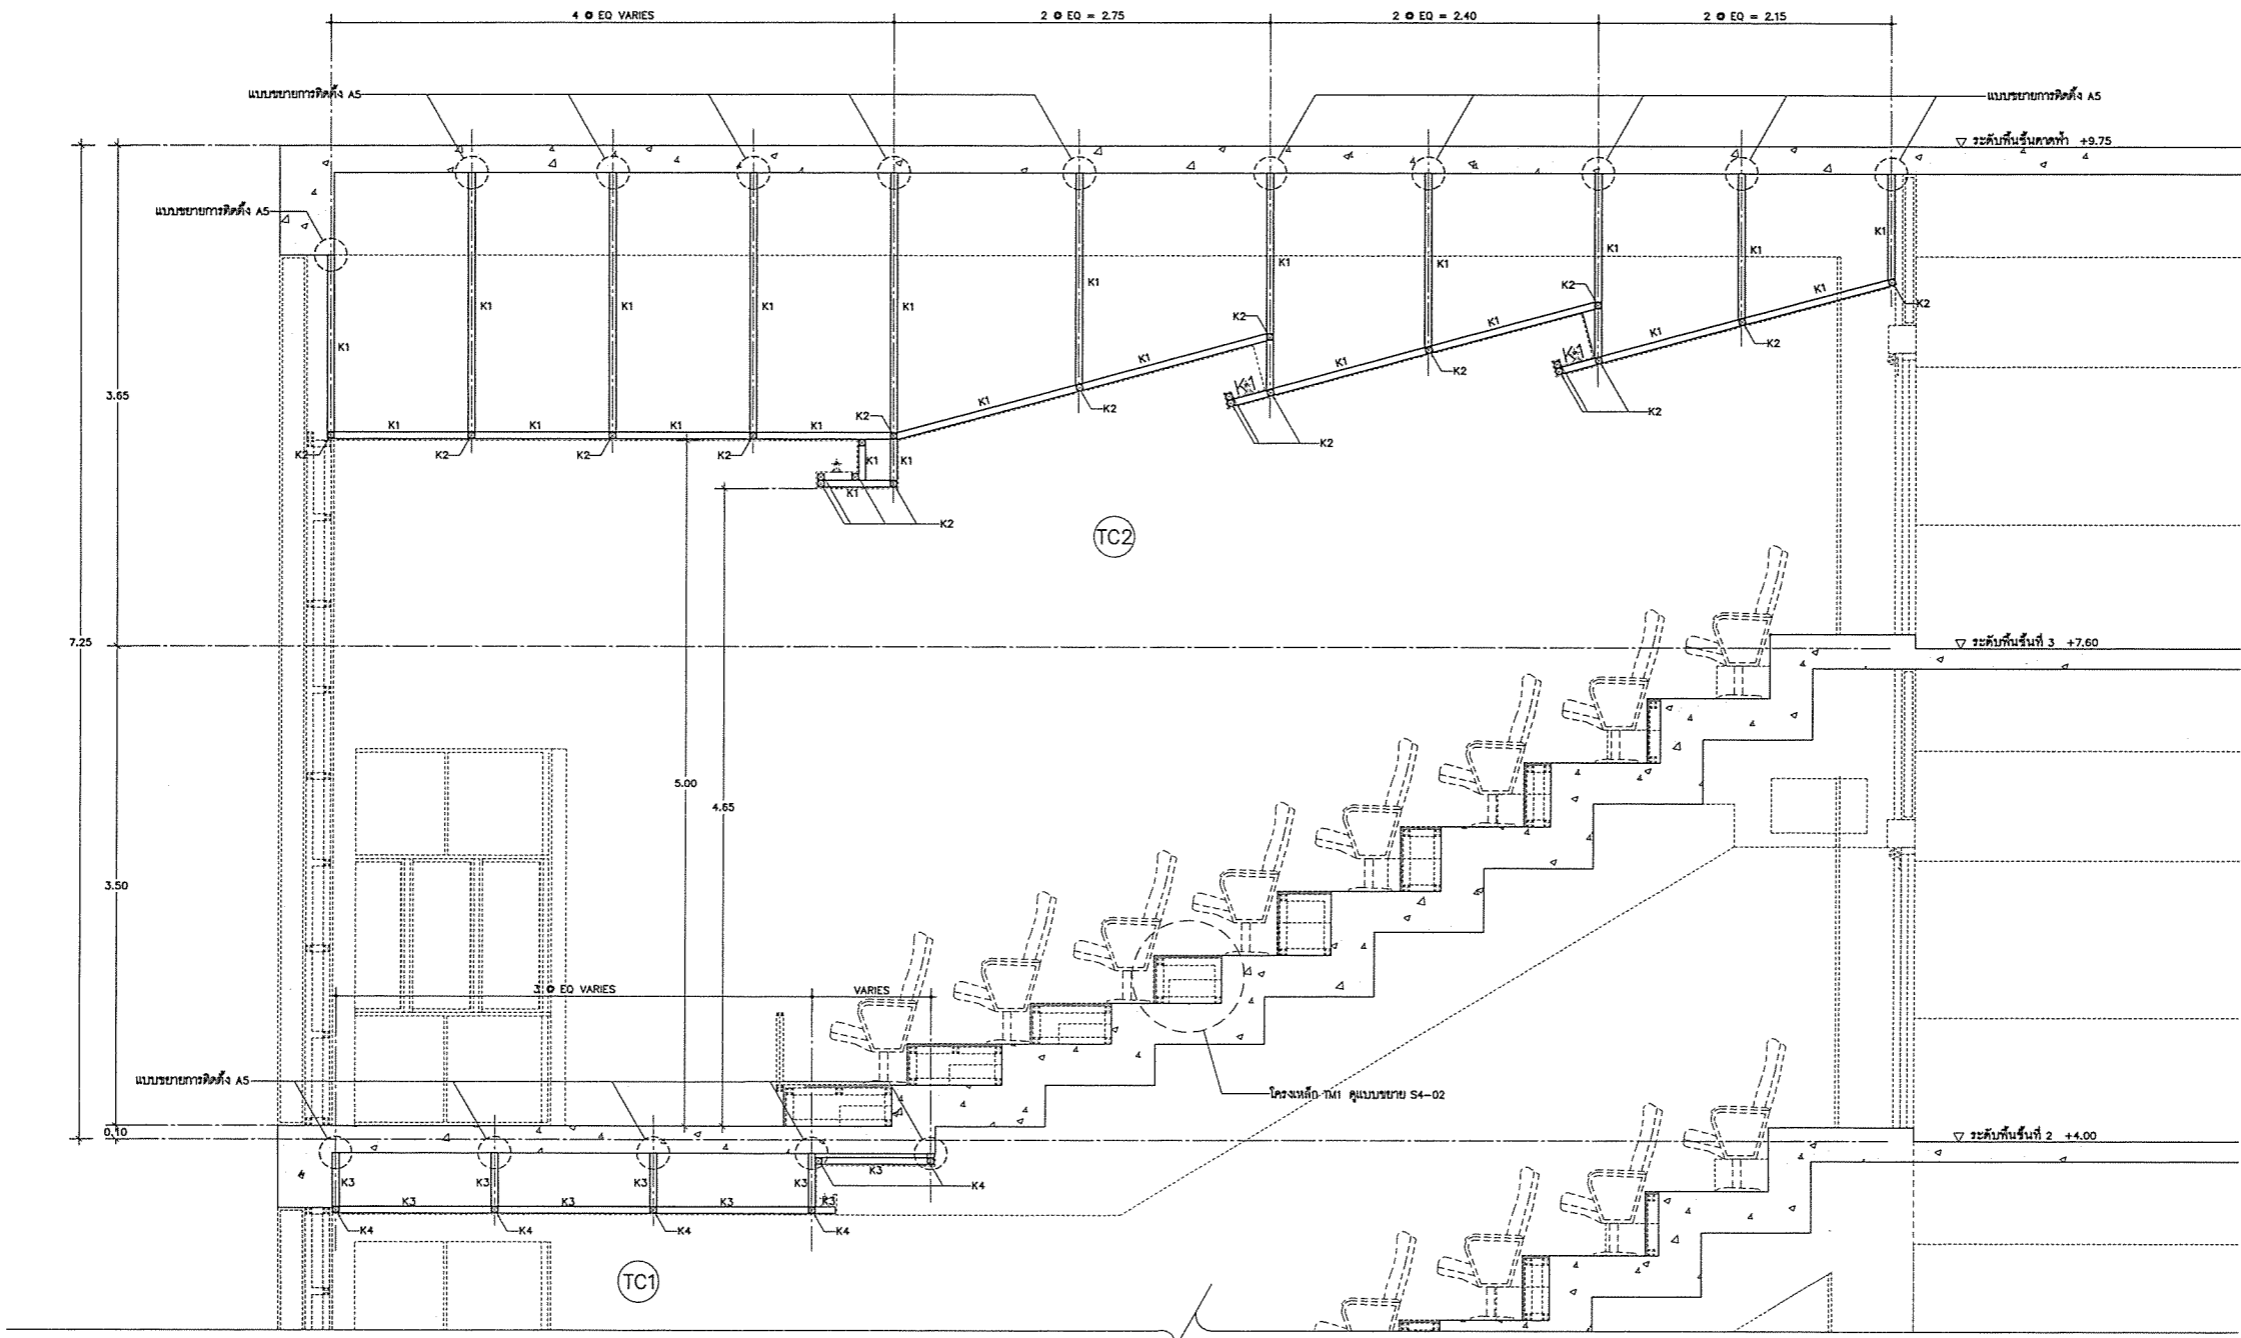 4 @ EQ VARIES
2 @ EQ = 2.75
2 @ EQ = 2.40
2 @ EQ = 2.15
แบบขยายการติดตั้ง A5
แบบขยายการติดตั้ง A5
ระดับพื้นชั้นดาดฟ้า +9.75
แบบขยายการติดตั้ง A5
K1
K1
K1
K1
K1
K1
K1
K1
K1
K1
K1
K2
K2
K2
K1
K1
K1
K1
K1
K1
K1
K1
K1
K1
K1
K1
K2
K2
K2
K2
3.65
K1
K1
K1
K1
K2
K2
K2
K2
K2
K2
K2
K1
K1
K1
K2
TC2
7.25
ระดับพื้นชั้นที่ 3 +7.60
5.00
4.65
3.50
3 @ EQ VARIES
VARIES
แบบขยายการติดตั้ง A5
โครงเหล็ก TM1 ดูแบบขยาย S4-02
0.10
ระดับพื้นชั้นที่ 2 +4.00
K3
K3
K3
K3
K3
K4
K3
K3
K3
K3
K4
K4
K4
K4
TC1